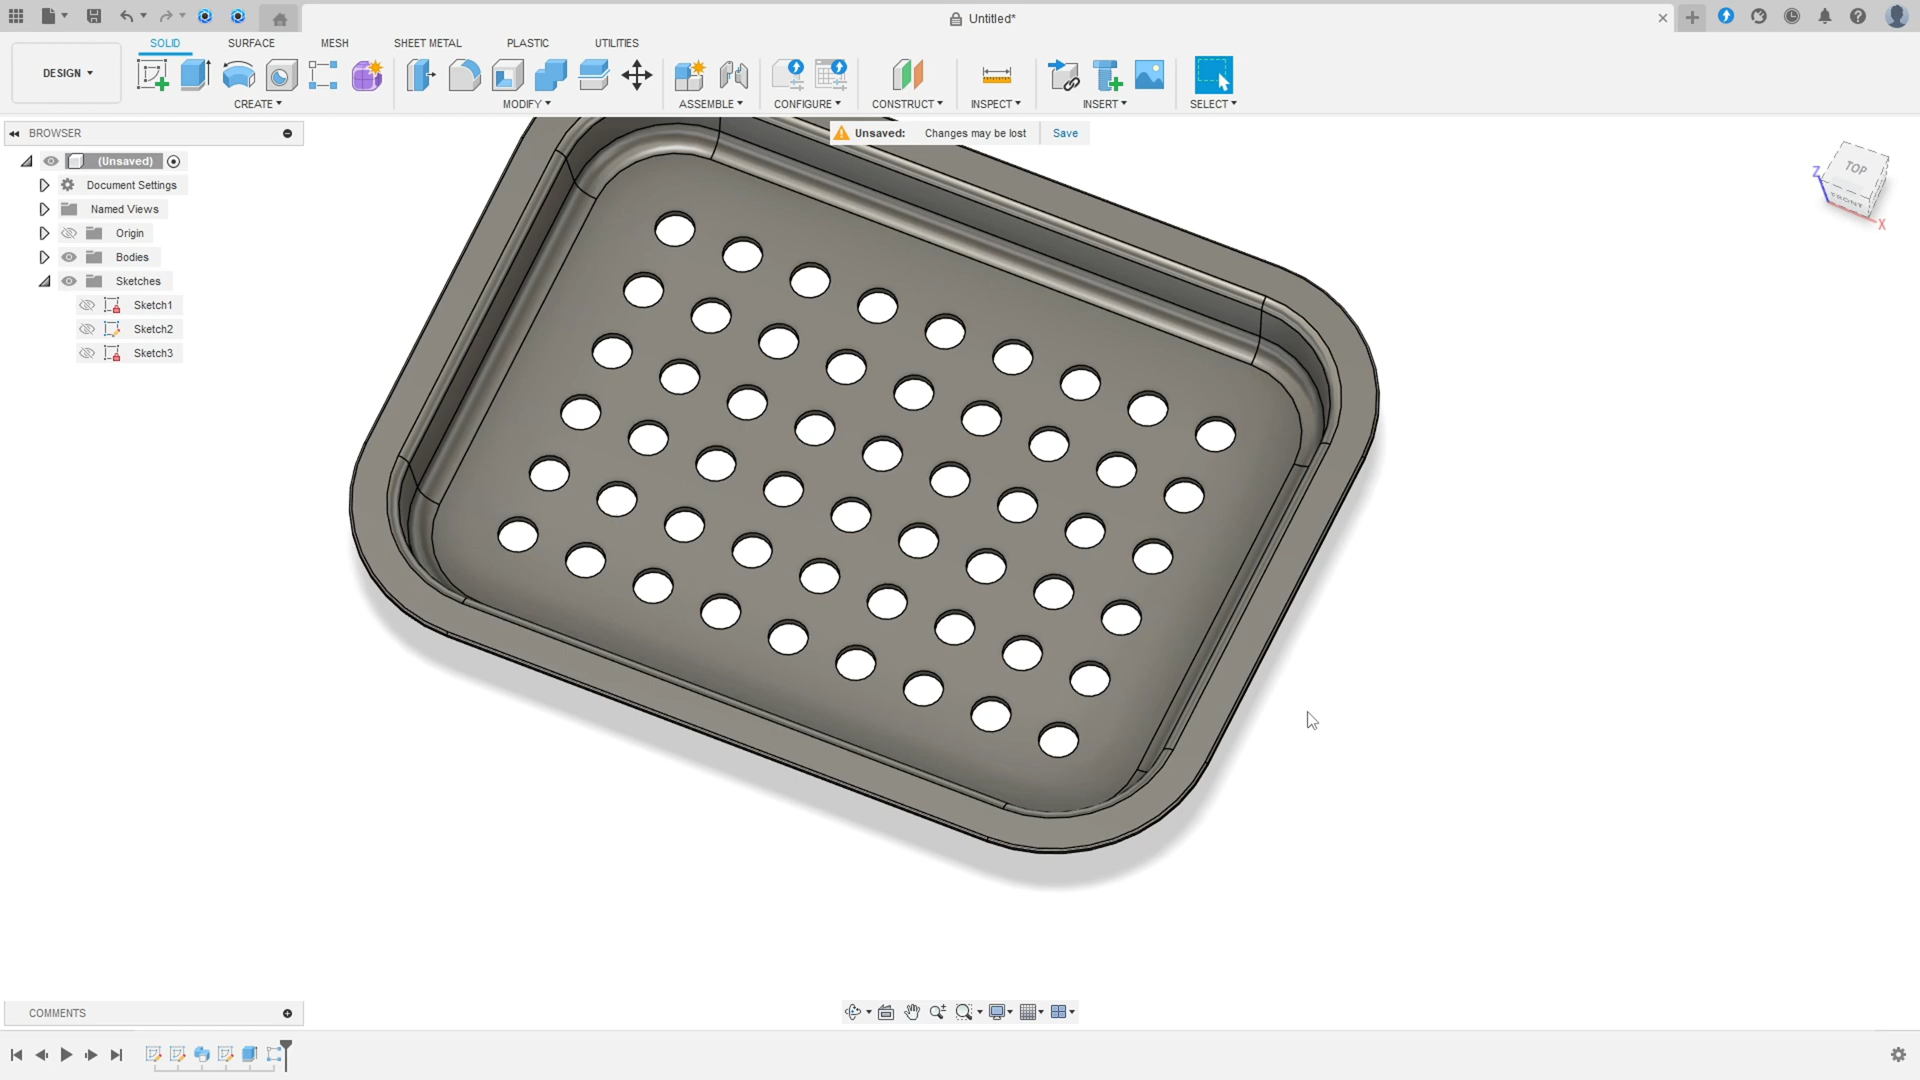 Untitled*
SOLID SURFACE MESH SHEET METAL PLASTIC UTILITIES
DESIGN
CREATE MODIFY ASSEMBLE CONFIGURE CONSTRUCT INSPECT INSERT SELECT
BROWSER
Unsaved: Changes may be lost Save
(Unsaved)
Document Settings
Named Views
Origin
Bodies
Sketches
Sketch1
Sketch2
Sketch3
TOP
FRONT
Z
X
COMMENTS